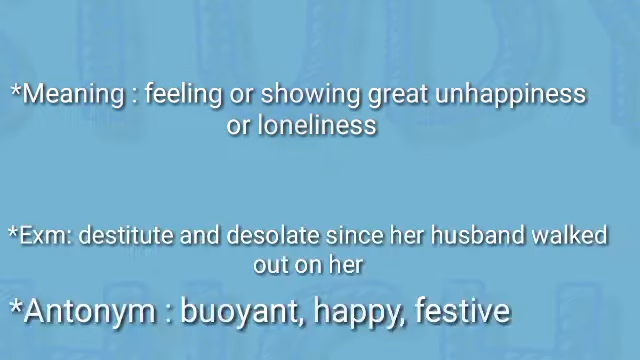 *Meaning : feeling or showing great unhappiness
or loneliness
*Exm: destitute and desolate since her husband walked
out on her
*Antonym : buoyant, happy, festive